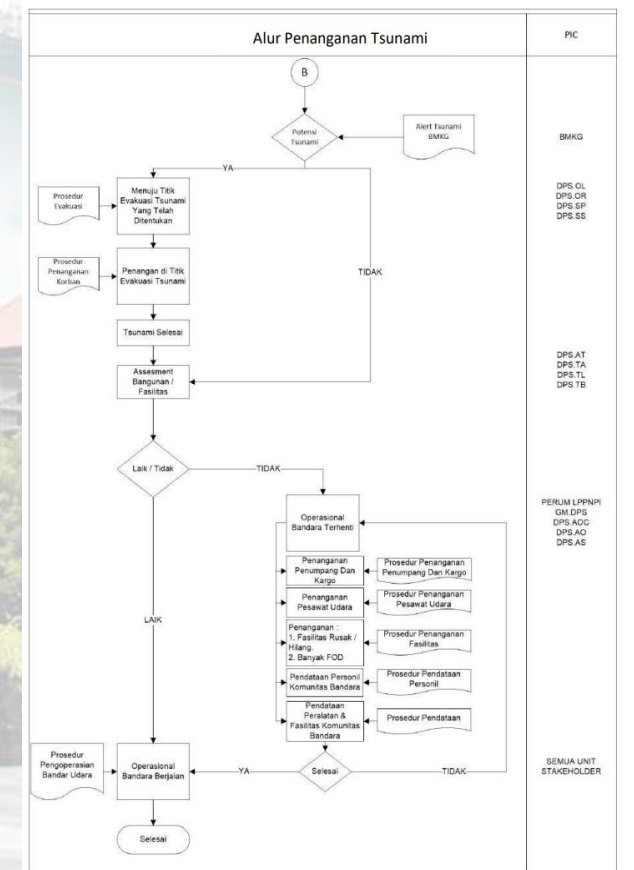 Alur Penanganan Tsunami
PIC
B
Potensi
Tsunami
Alert Tsunami
BMKG
BMKG
YA
Prosedur
Evakuasi
Menuju Titik
Evakuasi Tsunami
Yang Telah
Ditentukan
DPS.OL
DPS.OR
DPS.SP
DPS.SS
Prosedur
Penanganan
Korban
Penangan di Titik
Evakuasi Tsunami
TIDAK
Tsunami Selesai
Assesment
Bangunan /
Fasilitas
DPS.AT
DPS.TA
DPS.TL
DPS.TB
Laik / Tidak
TIDAK
Operasional
Bandara Terhenti
PERUM LPPNPI
GM.DPS
DPS.AOC
DPS.AO
DPS.AS
Penanganan
Penumpang Dan
Kargo
Prosedur Penanganan
Penumpang Dan Kargo
Penanganan
Pesawat Udara
Prosedur Penanganan
Pesawat Udara
LAIK
Penanganan :
1. Fasilitas Rusak /
Hilang.
2. Banyak FOD
Prosedur Penanganan
Fasilitas
Pendataan Personil
Komunitas Bandara
Prosedur Pendataan
Personil
Pendataan
Peralatan &
Fasilitas Komunitas
Bandara
Prosedur Pendataan
Prosedur
Pengoperasian
Bandar Udara
Operasional
Bandara Berjalan
YA
Selesai
TIDAK
SEMUA UNIT
STAKEHOLDER
Selesai